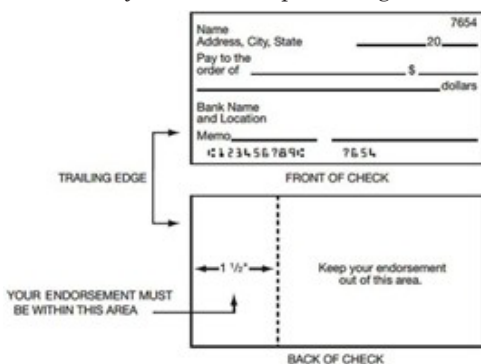 7654
Name
Address, City, State
20
Pay to the
order of $
dollars
Bank Name
and Location
Memo
⑆123456789⑆ 7654
TRAILING EDGE
FRONT OF CHECK
1 ½"
Keep your endorsement
out of this area.
YOUR ENDORSEMENT MUST
BE WITHIN THIS AREA
BACK OF CHECK